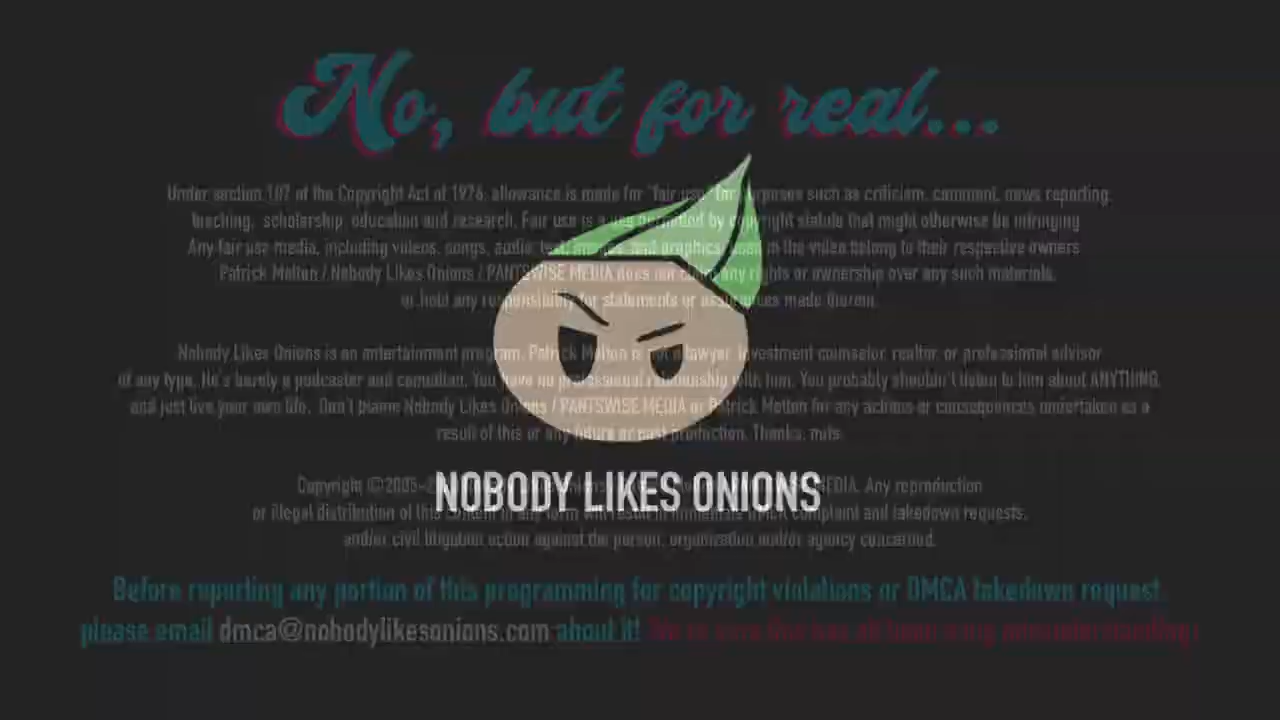 No, but for real...
Under section 107 of the Copyright Act of 1976, allowance is made for "fair use" for purposes such as criticism, comment, news reporting,
teaching, scholarship, education and research. Fair use is a use permitted by copyright statute that might otherwise be infringing
Any fair use media, including videos, songs, audio, text, images, and graphics used in the video belong to their respective owners
Patrick Melton / Nobody Likes Onions / PANTSWISE MEDIA does not claim any rights or ownership over any such materials,
or hold any responsibility for statements or assurances made therein.
Nobody Likes Onions is an entertainment program. Patrick Melton is not a lawyer, investment counselor, realtor, or professional advisor
of any type. He's barely a podcaster and comedian. You have no professional relationship with him. You probably shouldn't listen to him about ANYTHING,
and just live your own life. Don't blame Nobody Likes Onions / PANTSWISE MEDIA or Patrick Melton for any actions or consequences undertaken as a
result of this or any future or past production. Thanks, nuts.
Copyright ©2005- MEDIA. Any reproduction
NOBODY LIKES ONIONS
or illegal distribution of this content in any form will result in immediate DMCA complaint and takedown requests,
and/or civil litigation action against the person, organization and/or agency concerned.
Before reporting any portion of this programming for copyright violations or DMCA takedown request,
please email dmca@nobodylikesonions.com about it! We're sure this has all been a big misunderstanding!